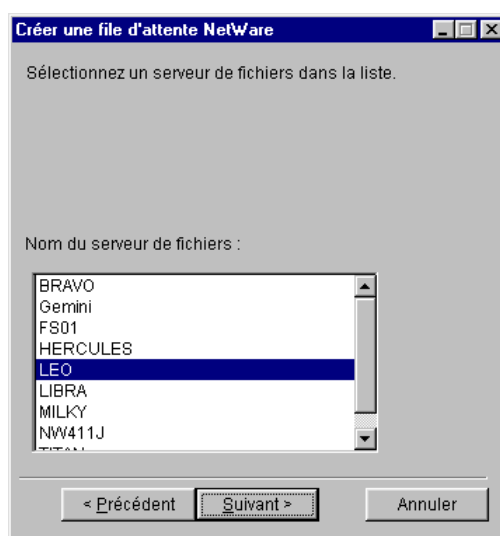 Créer une file d'attente NetWare
Sélectionnez un serveur de fichiers dans la liste.
Nom du serveur de fichiers :
BRAVO
Gemini
FS01
HERCULES
LEO
LIBRA
MILKY
NW411J
TITAN
< Précédent
Suivant >
Annuler